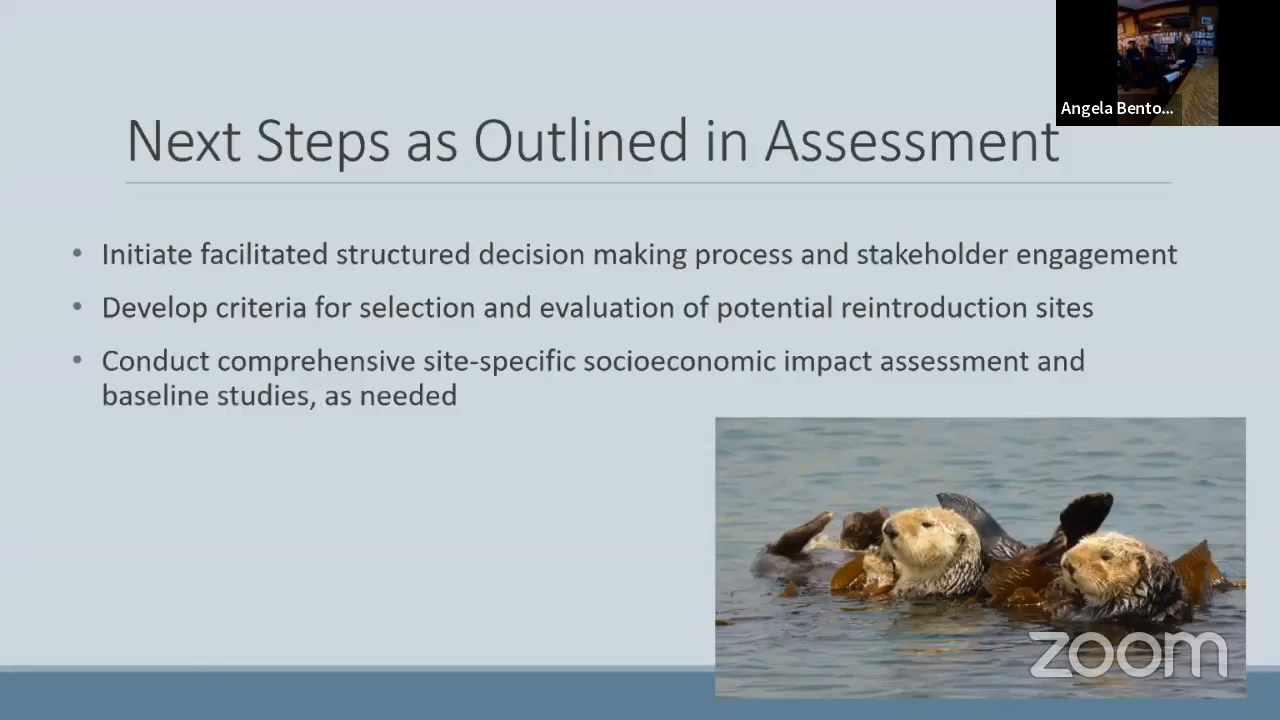 Angela Bento...
Next Steps as Outlined in Assessment
• Initiate facilitated structured decision making process and stakeholder engagement
• Develop criteria for selection and evaluation of potential reintroduction sites
• Conduct comprehensive site-specific socioeconomic impact assessment and
baseline studies, as needed
zoom